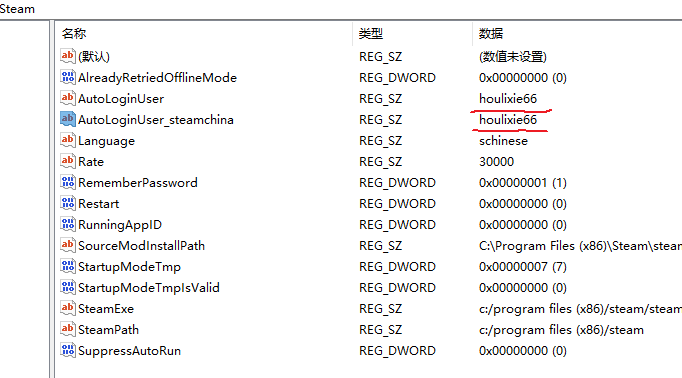 Steam
名称 类型 数据
(默认) REG_SZ (数值未设置)
AlreadyRetriedOfflineMode REG_DWORD 0x00000000 (0)
AutoLoginUser REG_SZ houlixie66
AutoLoginUser_steamchina REG_SZ houlixie66
Language REG_SZ schinese
Rate REG_SZ 30000
RememberPassword REG_DWORD 0x00000001 (1)
Restart REG_DWORD 0x00000000 (0)
RunningAppID REG_DWORD 0x00000000 (0)
SourceModInstallPath REG_SZ C:\Program Files (x86)\Steam\steam
StartupModeTmp REG_DWORD 0x00000007 (7)
StartupModeTmpIsValid REG_DWORD 0x00000000 (0)
SteamExe REG_SZ c:/program files (x86)/steam/steam
SteamPath REG_SZ c:/program files (x86)/steam
SuppressAutoRun REG_DWORD 0x00000000 (0)